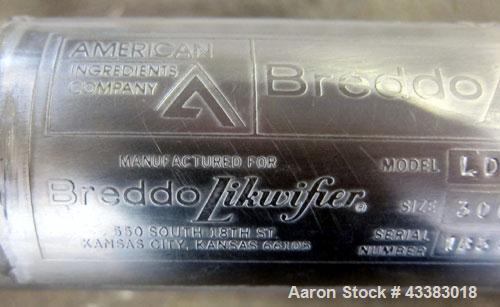 AMERICAN
INGREDIENTS
COMPANY
Breddo
MANUFACTURED FOR
Breddo Likwifier®
550 SOUTH 18TH ST.
KANSAS CITY, KANSAS 66105
MODEL LD
SIZE 30
SERIAL
NUMBER 183
Aaron Stock # 43383018